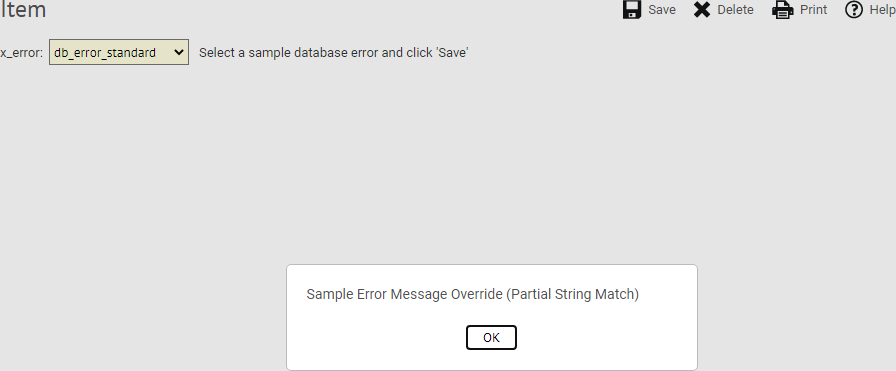 Item
Save Delete Print Help
x_error: db_error_standard Select a sample database error and click 'Save'
Sample Error Message Override (Partial String Match)
OK